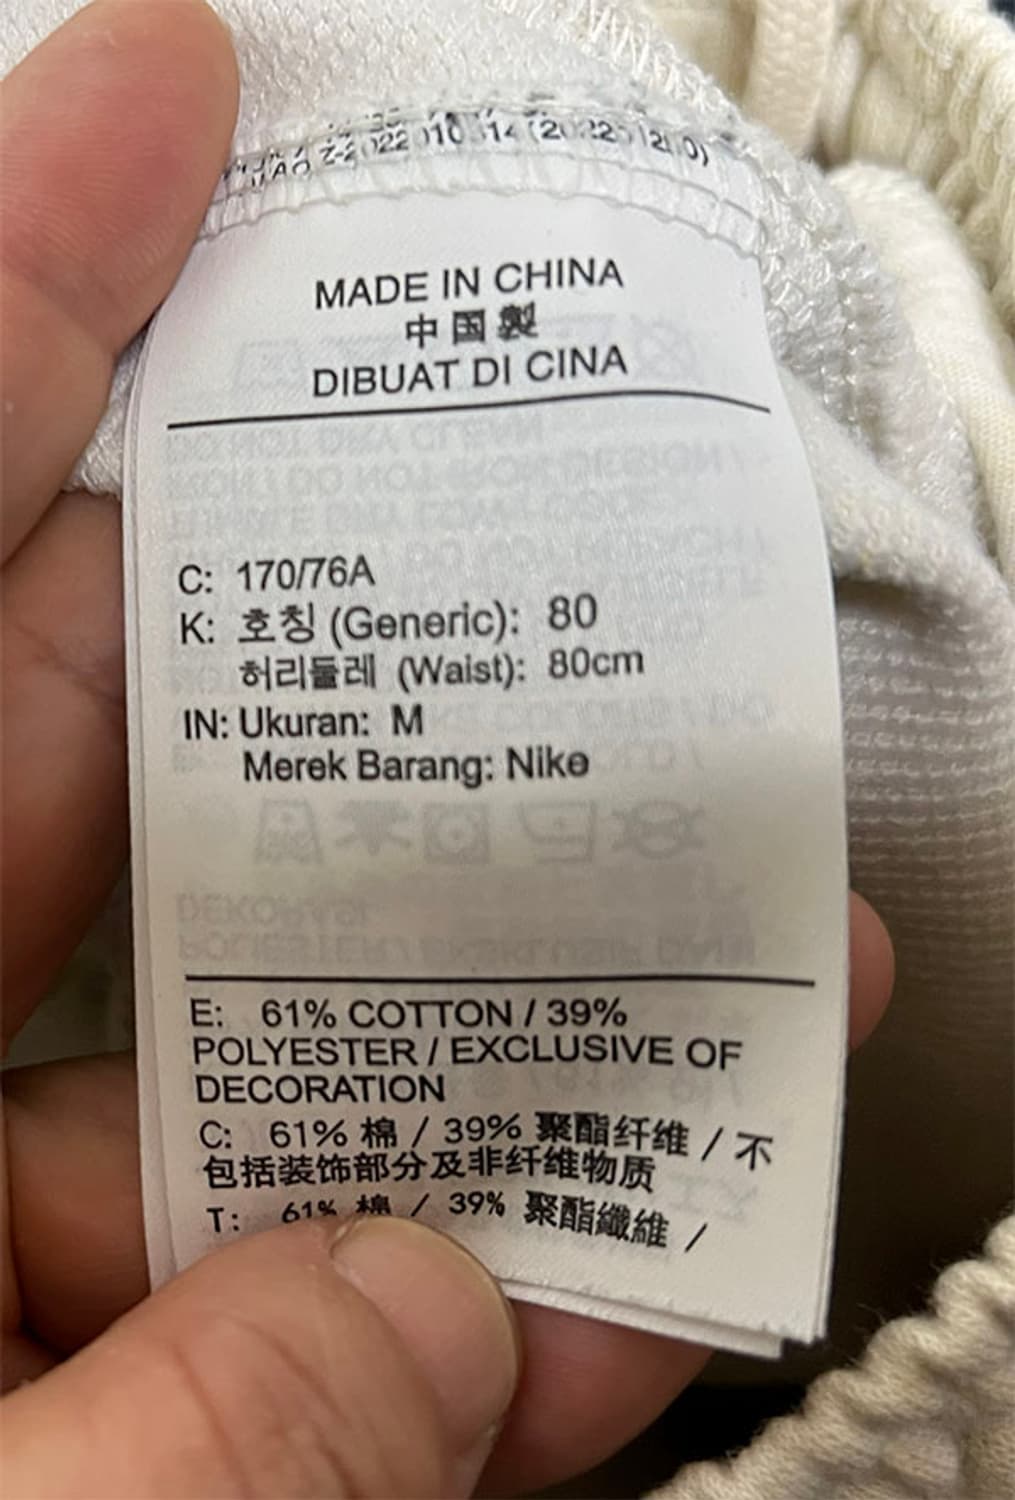 MADE IN CHINA
中国製
DIBUAT DI CINA
C: 170/76A
K: 호칭 (Generic): 80
허리둘레 (Waist): 80cm
IN: Ukuran: M
Merek Barang: Nike
E: 61% COTTON / 39%
POLYESTER / EXCLUSIVE OF
DECORATION
C: 61% 棉 / 39% 聚酯纤维 / 不
包括装饰部分及非纤维物质
T: 61% 棉 / 39% 聚酯纖維 /